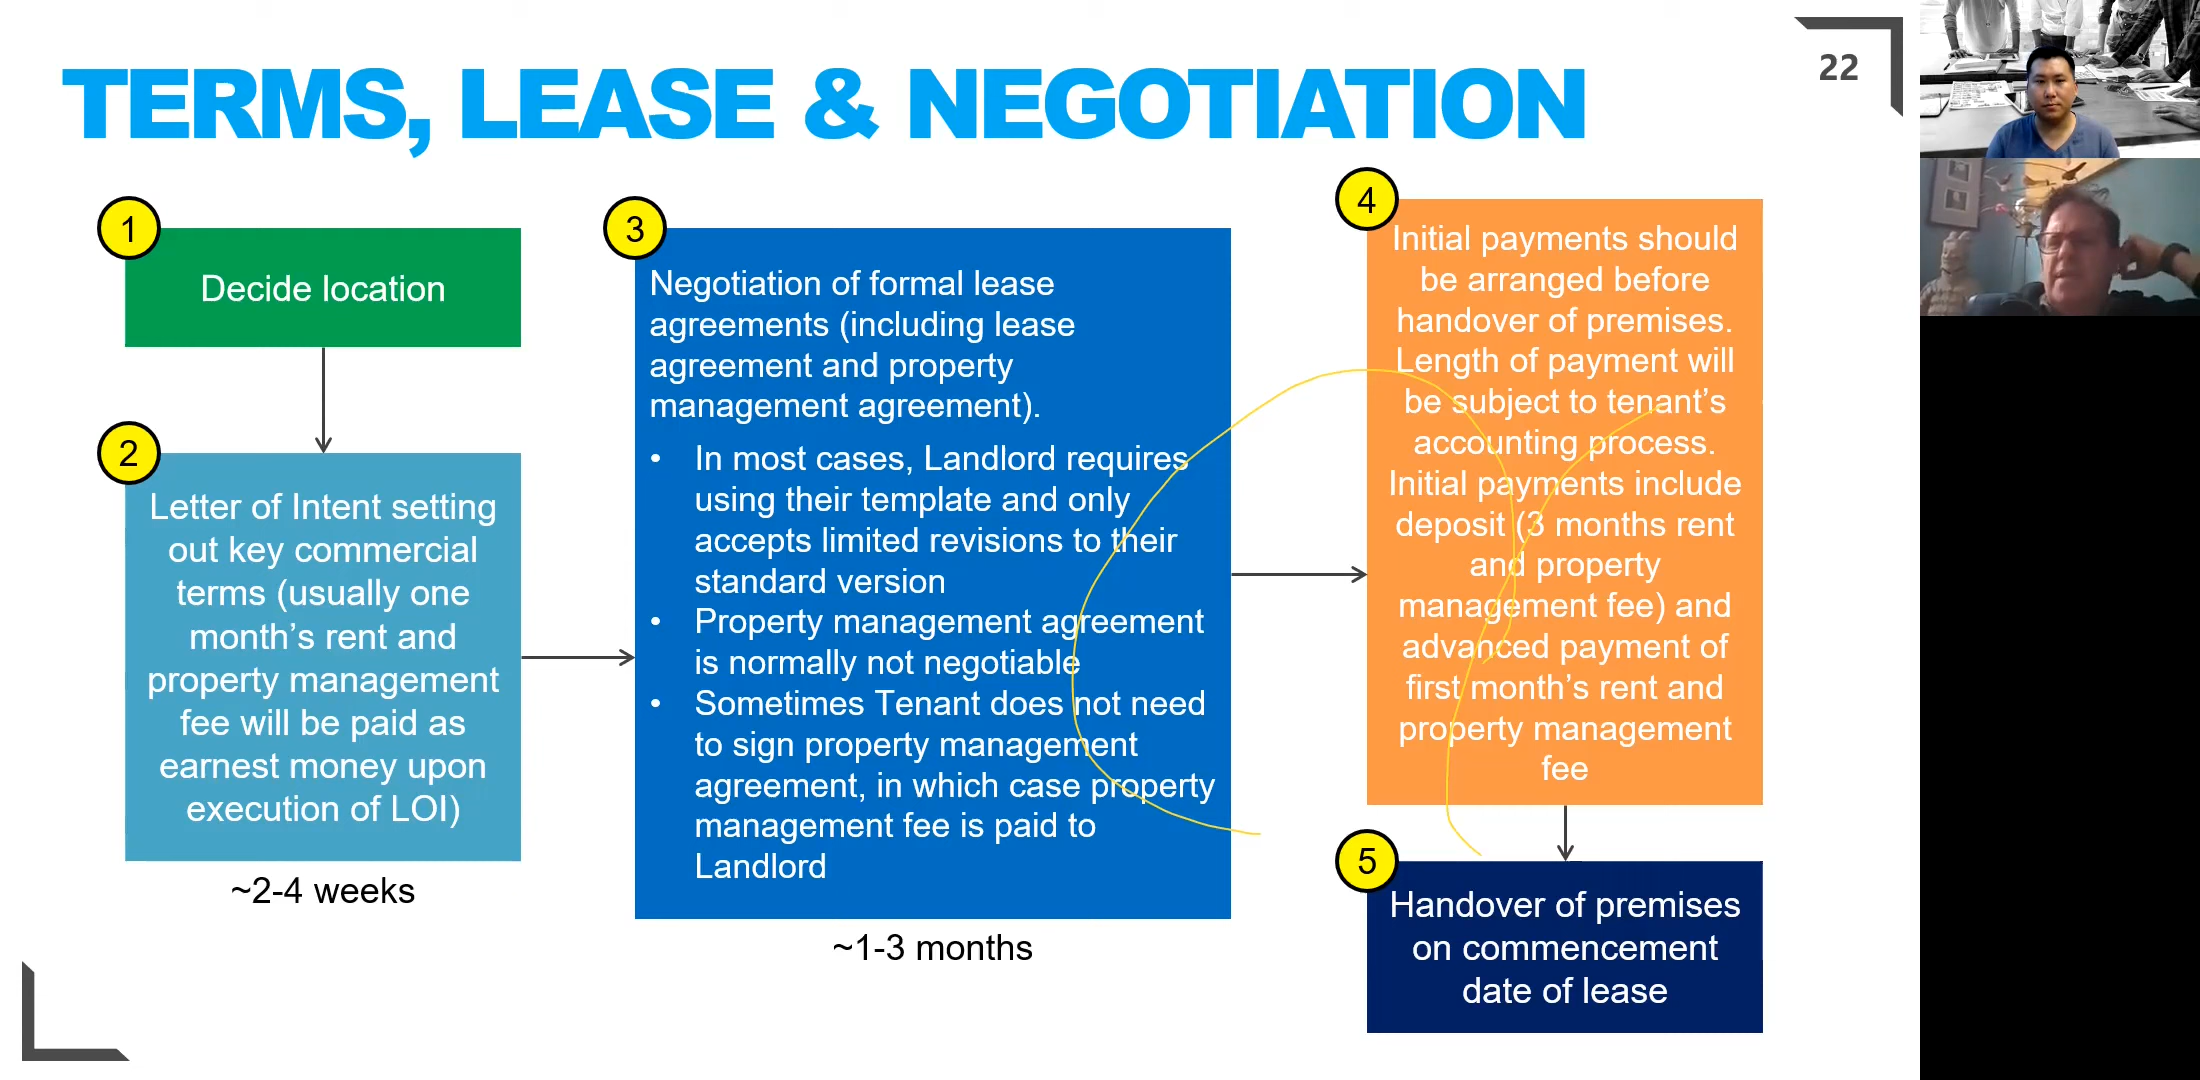 22
TERMS, LEASE & NEGOTIATION
1
Decide location
2
Letter of Intent setting
out key commercial
terms (usually one
month’s rent and
property management
fee will be paid as
earnest money upon
execution of LOI)
~2-4 weeks
3
Negotiation of formal lease
agreements (including lease
agreement and property
management agreement).
• In most cases, Landlord requires
using their template and only
accepts limited revisions to their
standard version
• Property management agreement
is normally not negotiable
• Sometimes Tenant does not need
to sign property management
agreement, in which case property
management fee is paid to
Landlord
~1-3 months
4
Initial payments should
be arranged before
handover of premises.
Length of payment will
be subject to tenant’s
accounting process.
Initial payments include
deposit (3 months rent
and property
management fee) and
advanced payment of
first month’s rent and
property management
fee
5
Handover of premises
on commencement
date of lease